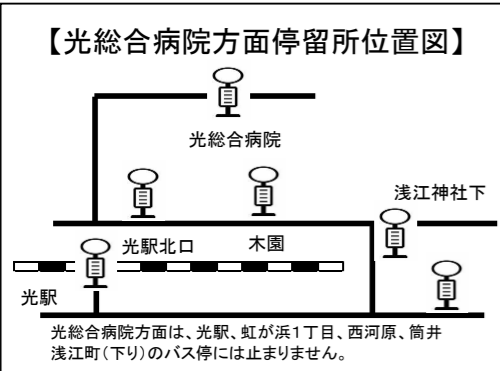 【光総合病院方面停留所位置図】
光総合病院
浅江神社下
光駅北口
木園
光駅
光総合病院方面は、光駅、虹が浜1丁目、西河原、筒井
浅江町(下り)のバス停には止まりません。